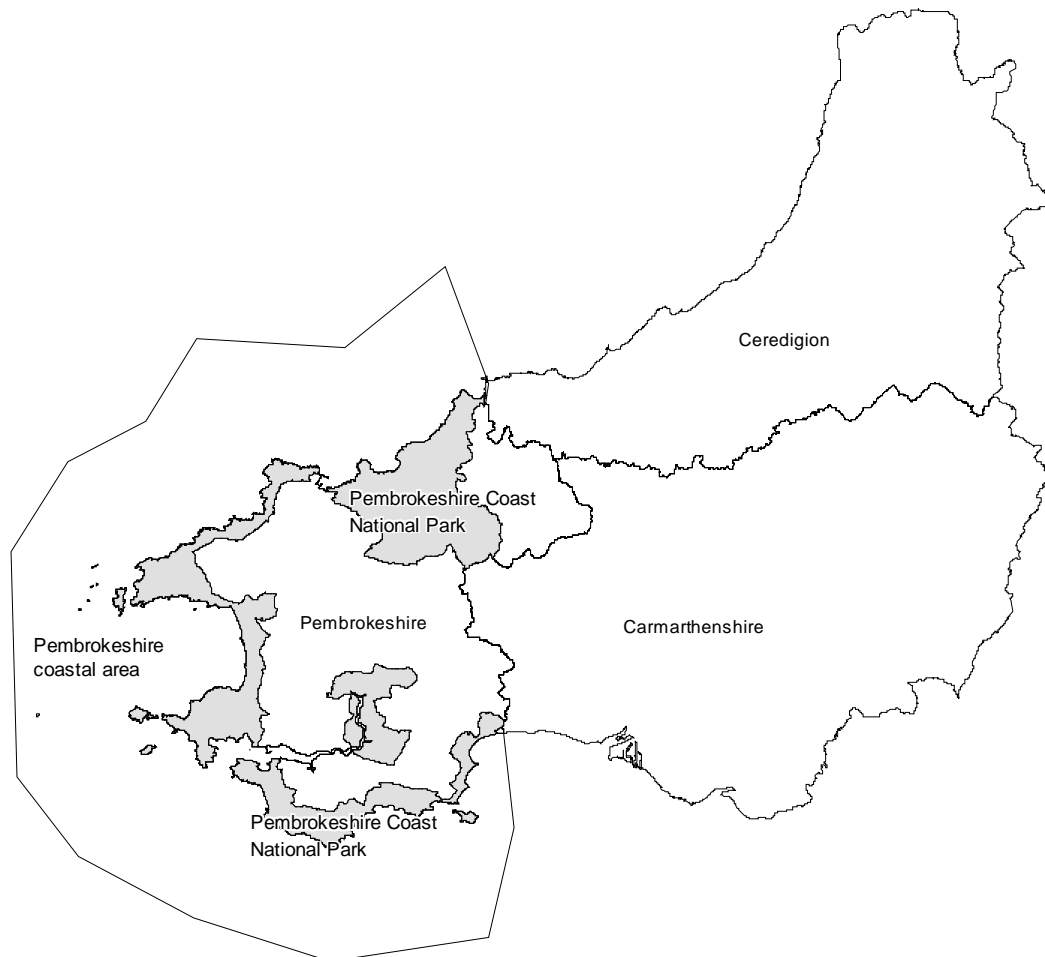 Ceredigion
Pembrokeshire Coast
National Park
Pembrokeshire
Carmarthenshire
Pembrokeshire
coastal area
Pembrokeshire Coast
National Park